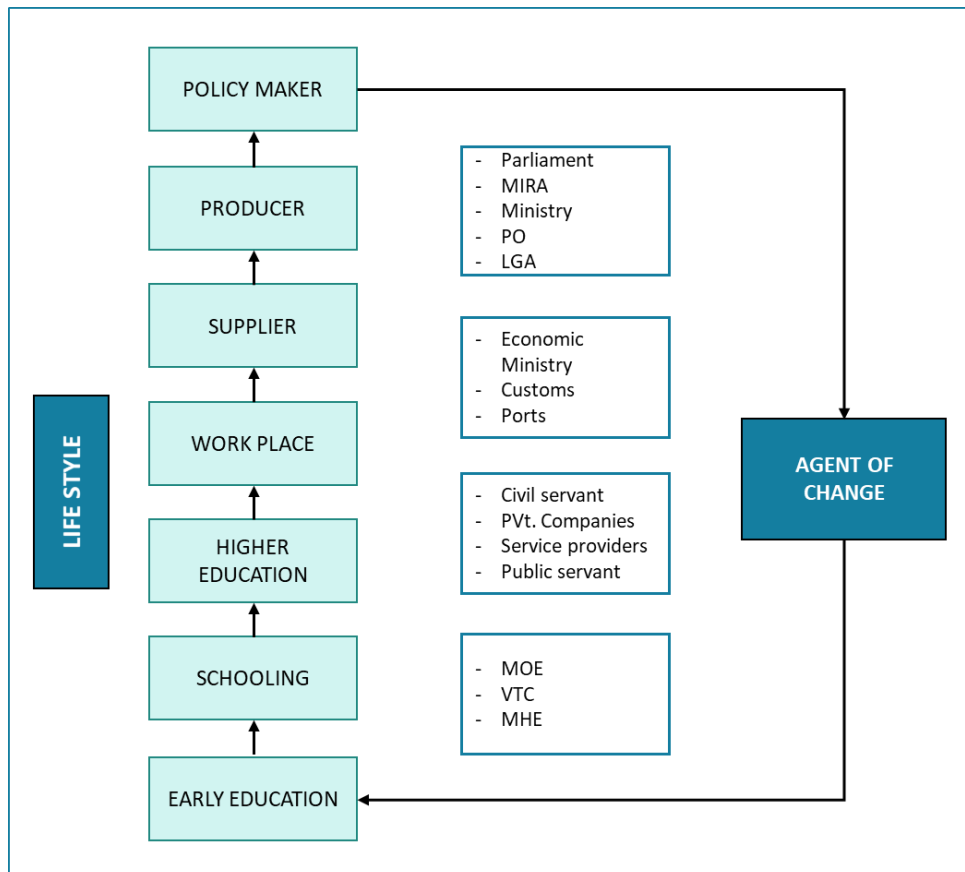 POLICY MAKER
PRODUCER
SUPPLIER
WORK PLACE
HIGHER
EDUCATION
SCHOOLING
EARLY EDUCATION
LIFE STYLE
- Parliament
- MIRA
- Ministry
- PO
- LGA
- Economic
Ministry
- Customs
- Ports
- Civil servant
- PVt. Companies
- Service providers
- Public servant
- MOE
- VTC
- MHE
AGENT OF
CHANGE